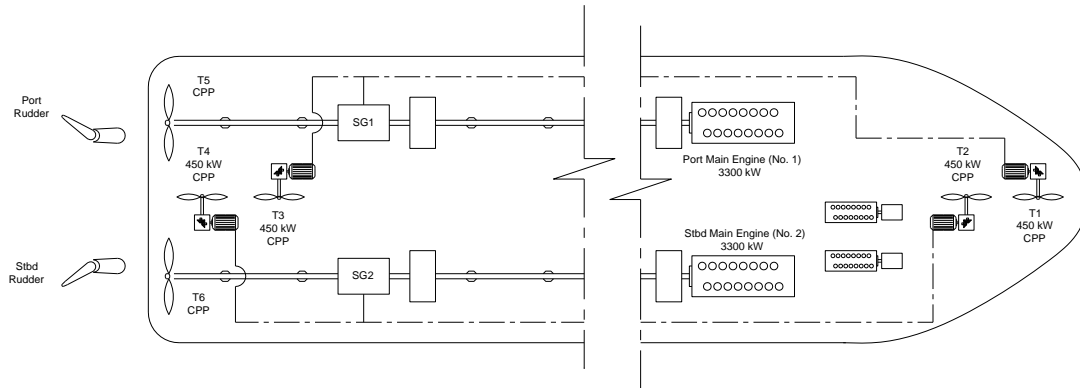 T5
CPP
Port
Rudder
SG1
Port Main Engine (No. 1)
3300 kW
T4
450 kW
CPP
T2
450 kW
CPP
T3
450 kW
CPP
T1
450 kW
CPP
Stbd Main Engine (No. 2)
3300 kW
Stbd
Rudder
SG2
T6
CPP